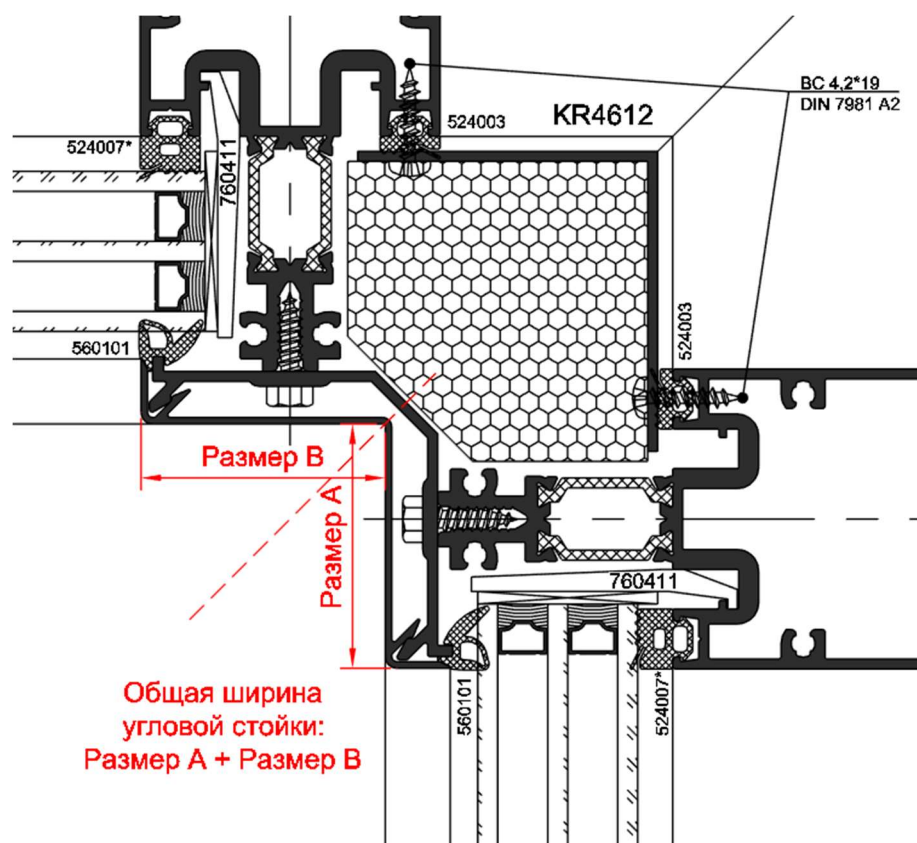 BC 4,2*19
DIN 7981 A2
KR4612
524003
524007*
760411
560101
524003
Размер B
Размер A
760411
560101
524007*
Общая ширина
угловой стойки:
Размер A + Размер B